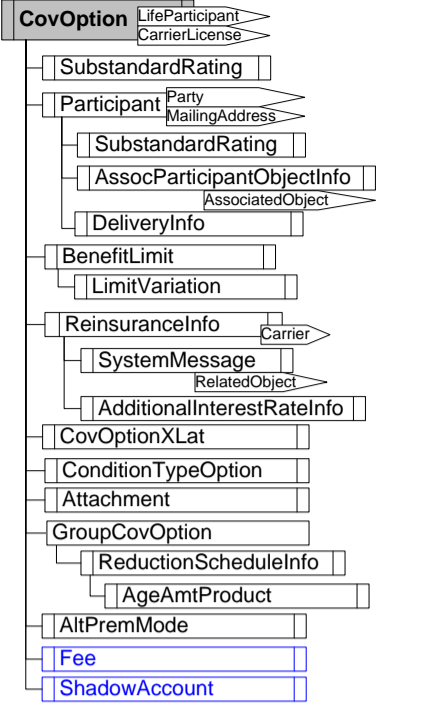 CovOption
LifeParticipant
CarrierLicense
SubstandardRating
Participant
Party
MailingAddress
SubstandardRating
AssocParticipantObjectInfo
AssociatedObject
DeliveryInfo
BenefitLimit
LimitVariation
ReinsuranceInfo
Carrier
SystemMessage
RelatedObject
AdditionalInterestRateInfo
CovOptionXLat
ConditionTypeOption
Attachment
GroupCovOption
ReductionScheduleInfo
AgeAmtProduct
AltPremMode
Fee
ShadowAccount